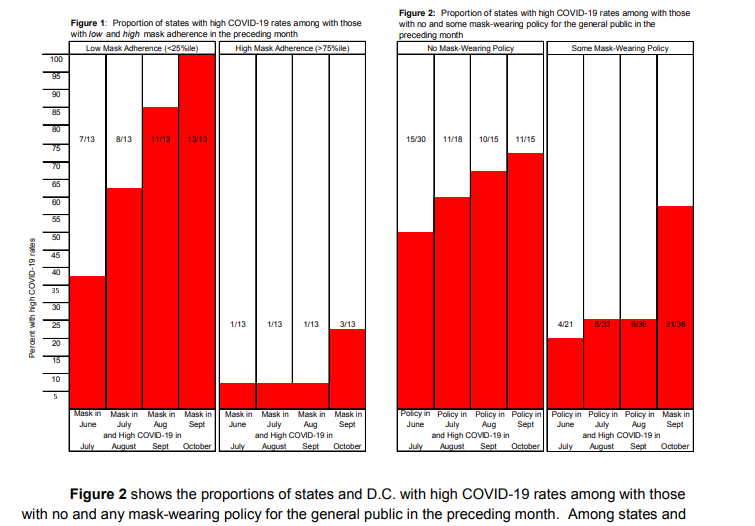 Figure 1: Proportion of states with high COVID-19 rates among with those
with low and high mask adherence in the preceding month
Low Mask Adherence (<25%ile)
High Mask Adherence (>75%ile)
Percent with high COVID-19 rates
100
95
90
85
80
75
70
65
60
55
50
45
40
35
30
25
20
15
10
5
7/13
8/13
11/13
13/13
1/13
1/13
1/13
3/13
Mask in June
Mask in July
Mask in Aug
Mask in Sept
and High COVID-19 in
July
August
Sept
October
Mask in June
Mask in July
Mask in Aug
Mask in Sept
and High COVID-19 in
July
August
Sept
October
Figure 2: Proportion of states with high COVID-19 rates among with those
with no and some mask-wearing policy for the general public in the
preceding month
No Mask-Wearing Policy
Some Mask-Wearing Policy
15/30
11/18
10/15
11/15
4/21
9/36
21/36
Policy in June
Policy in July
Policy in Aug
Policy in Sept
and High COVID-19 in
July
August
Sept
October
Policy in June
Policy in July
Policy in Aug
Mask in Sept
and High COVID-19 in
July
August
Sept
October
Figure 2 shows the proportions of states and D.C. with high COVID-19 rates among with those
with no and any mask-wearing policy for the general public in the preceding month. Among states and